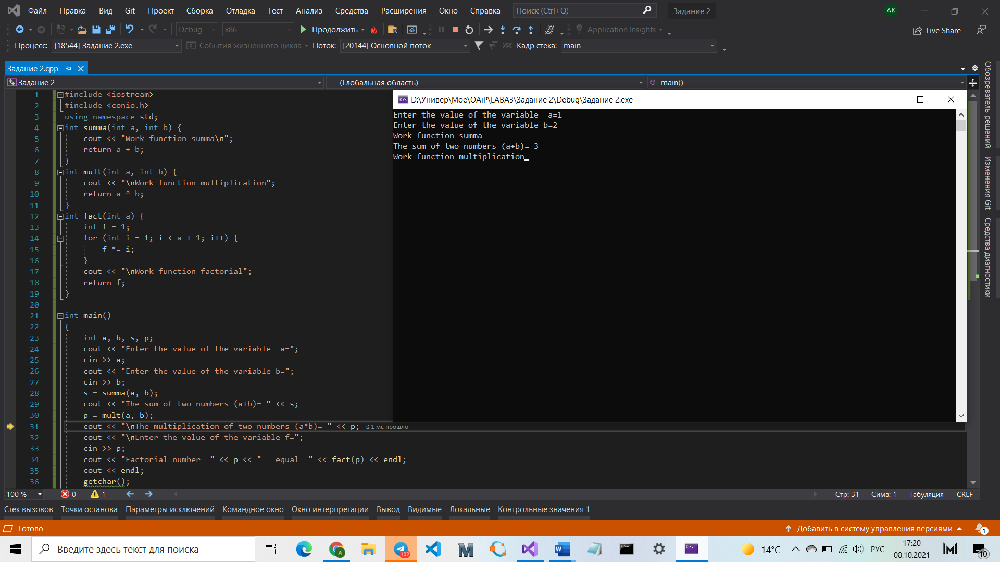 Файл Правка Вид Git Проект Сборка Отладка Тест Анализ Средства Расширения Окно Справка Поиск (Ctrl+Q) Задание 2 AK
Debug x86 Продолжить Application Insights Live Share
Процесс: [18544] Задание 2.exe События жизненного цикла Поток: [20144] Основной поток Кадр стека: main
Задание 2.cpp
Задание 2 (Глобальная область) main()
1 #include <iostream>
2 #include <conio.h>
3 using namespace std;
4 int summa(int a, int b) {
5 cout << "Work function summa\n";
6 return a + b;
7 }
8 int mult(int a, int b) {
9 cout << "\nWork function multiplication";
10 return a * b;
11 }
12 int fact(int a) {
13 int f = 1;
14 for (int i = 1; i < a + 1; i++) {
15 f *= i;
16 }
17 cout << "\nWork function factorial";
18 return f;
19 }
20
21 int main()
22 {
23 int a, b, s, p;
24 cout << "Enter the value of the variable  a=";
25 cin >> a;
26 cout << "Enter the value of the variable b=";
27 cin >> b;
28 s = summa(a, b);
29 cout << "The sum of two numbers (a+b)= " << s;
30 p = mult(a, b);
31 cout << "\nThe multiplication of two numbers (a*b)= " << p; ≤ 1 мс прошло
32 cout << "\nEnter the value of the variable f=";
33 cin >> p;
34 cout << "Factorial number  " << p << "   equal  " << fact(p) << endl;
35 cout << endl;
36 getchar();
D:\Универ\Мое\OAiP\LABA3\Задание 2\Debug\Задание 2.exe
Enter the value of the variable  a=1
Enter the value of the variable b=2
Work function summa
The sum of two numbers (a+b)= 3
Work function multiplication
Обозреватель решений
Изменения Git
Средства диагностики
100 % 0 1 Стр: 31 Симв: 1 Табуляция CRLF
Стек вызовов Точки останова Параметры исключений Командное окно Окно интерпретации Вывод Видимые Локальные Контрольные значения 1
Готово Добавить в систему управления версиями 1
Введите здесь текст для поиска 102 14°C РУС 17:20
08.10.2021 10